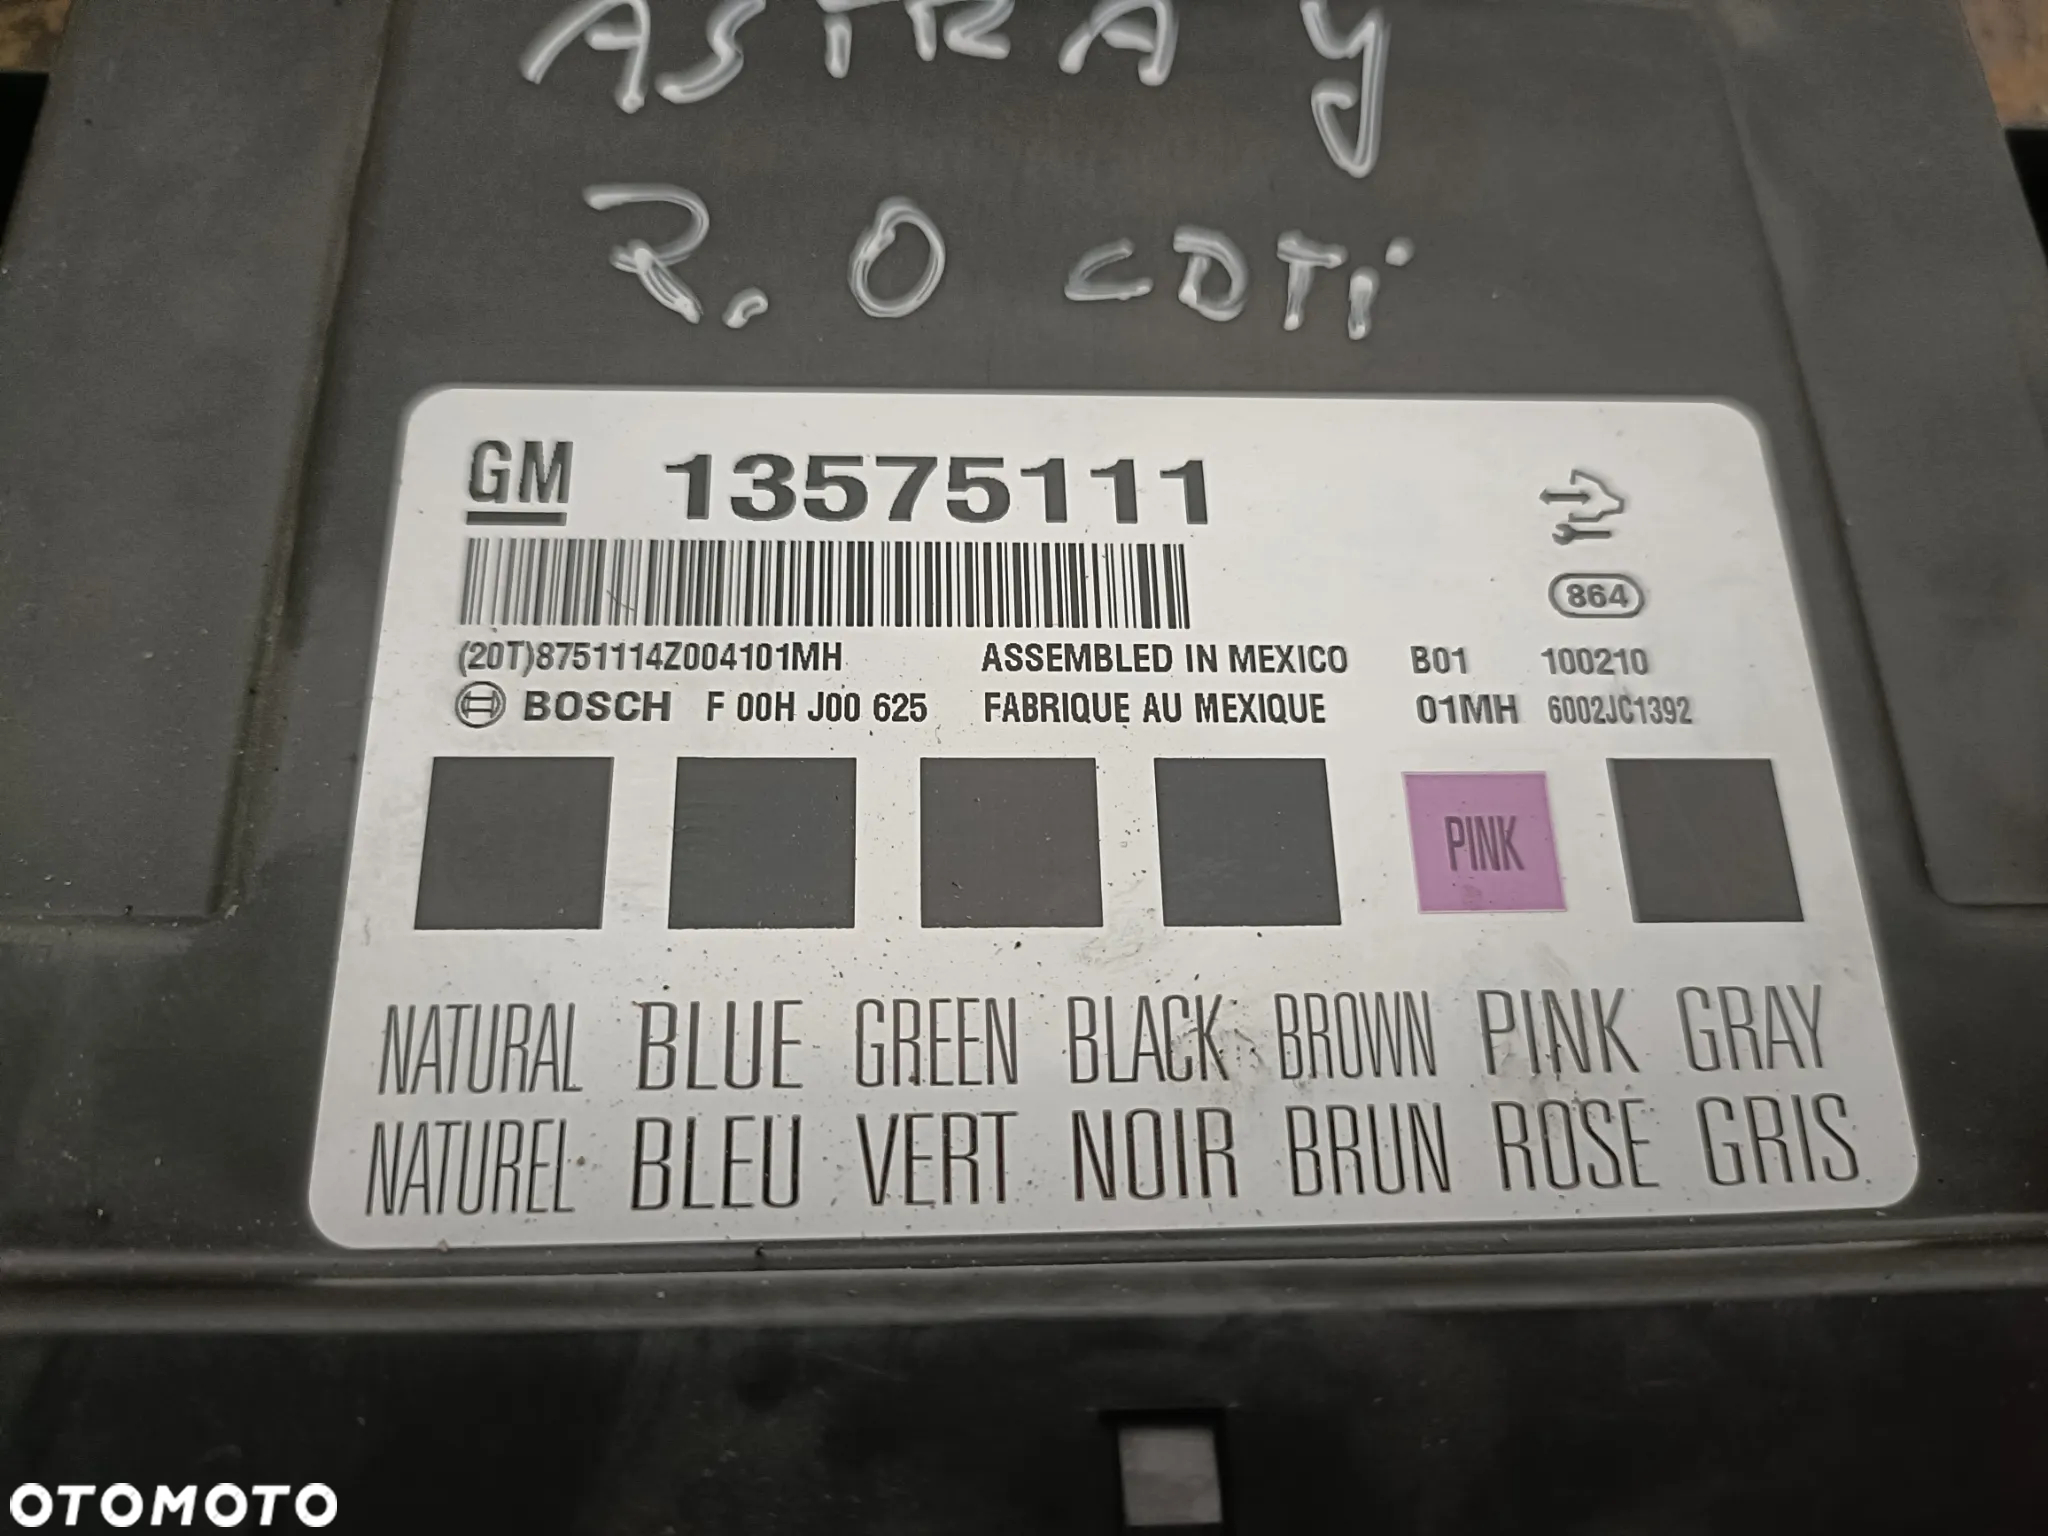 ASTRA y
2.0 CDTi
GM 13575111
864
(20T)8751114Z004101MH ASSEMBLED IN MEXICO B01 100210
BOSCH F 00H J00 625 FABRIQUE AU MEXIQUE 01MH 6002JC1392
PINK
NATURAL BLUE GREEN BLACK BROWN PINK GRAY
NATUREL BLEU VERT NOIR BRUN ROSE GRIS
OTOMOTO